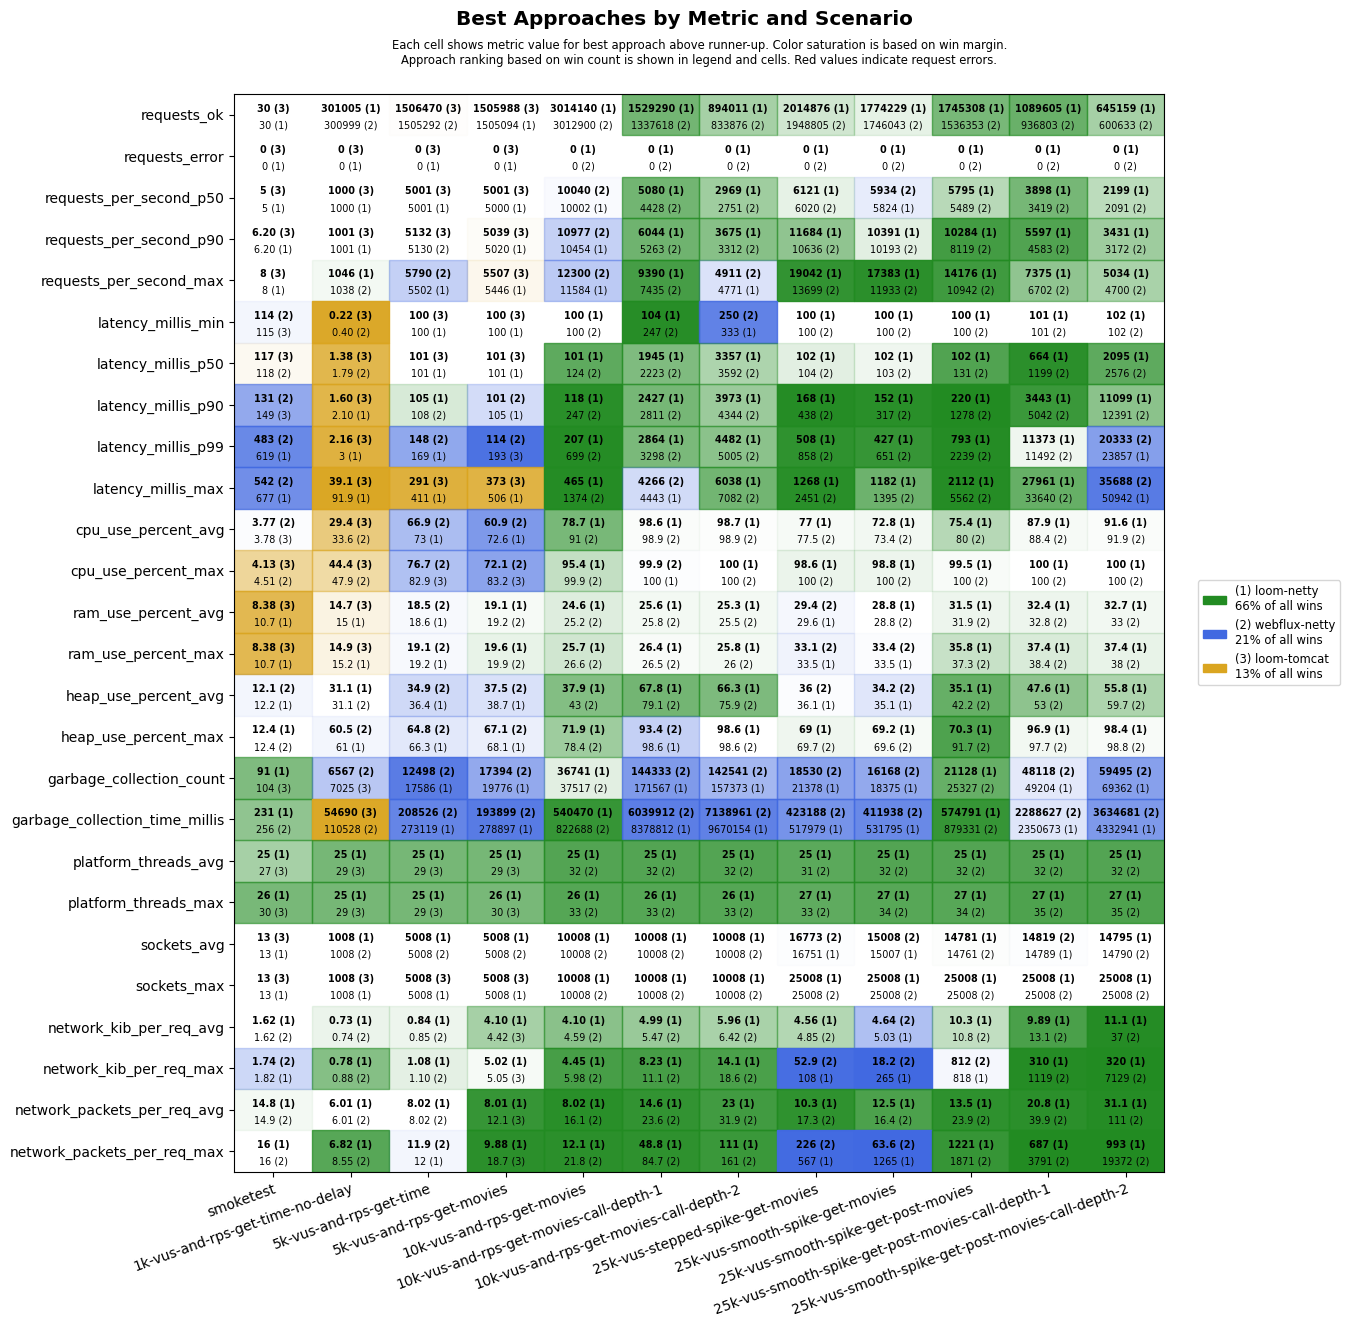 Best Approaches by Metric and Scenario
Each cell shows metric value for best approach above runner-up. Color saturation is based on win margin.
Approach ranking based on win count is shown in legend and cells. Red values indicate request errors.
requests_ok
30 (3) 301005 (1) 1506470 (3) 1505988 (3) 3014140 (1) 1529290 (1) 894011 (1) 2014876 (1) 1774229 (1) 1745308 (1) 1089605 (1) 645159 (1)
30 (1) 300999 (2) 1505292 (2) 1505094 (1) 3012900 (2) 1337618 (2) 833876 (2) 1948805 (2) 1746043 (2) 1536353 (2) 936803 (2) 600633 (2)
requests_error
0 (3) 0 (3) 0 (3) 0 (3) 0 (1) 0 (1) 0 (1) 0 (1) 0 (1) 0 (1) 0 (1) 0 (1)
0 (1) 0 (1) 0 (1) 0 (1) 0 (2) 0 (2) 0 (2) 0 (2) 0 (2) 0 (2) 0 (2) 0 (2)
requests_per_second_p50
5 (3) 1000 (3) 5001 (3) 5001 (3) 10040 (2) 5080 (1) 2969 (1) 6121 (1) 5934 (2) 5795 (1) 3898 (1) 2199 (1)
5 (1) 1000 (1) 5001 (1) 5000 (1) 10002 (1) 4428 (2) 2751 (2) 6020 (2) 5824 (1) 5489 (2) 3419 (2) 2091 (2)
requests_per_second_p90
6.20 (3) 1001 (3) 5132 (3) 5039 (3) 10977 (2) 6044 (1) 3675 (1) 11684 (1) 10391 (1) 10284 (1) 5597 (1) 3431 (1)
6.20 (1) 1001 (1) 5130 (2) 5020 (1) 10454 (1) 5263 (2) 3312 (2) 10636 (2) 10193 (2) 8119 (2) 4583 (2) 3172 (2)
requests_per_second_max
8 (3) 1046 (1) 5790 (2) 5507 (3) 12300 (2) 9390 (1) 4911 (2) 19042 (1) 17383 (1) 14176 (1) 7375 (1) 5034 (1)
8 (1) 1038 (2) 5502 (1) 5446 (1) 11584 (1) 7435 (2) 4771 (1) 13699 (2) 11933 (2) 10942 (2) 6702 (2) 4700 (2)
latency_millis_min
114 (2) 0.22 (3) 100 (3) 100 (3) 100 (1) 104 (1) 250 (2) 100 (1) 100 (1) 100 (1) 101 (1) 102 (1)
115 (3) 0.40 (2) 100 (1) 100 (1) 100 (2) 247 (2) 333 (1) 100 (2) 100 (2) 100 (2) 101 (2) 102 (2)
latency_millis_p50
117 (3) 1.38 (3) 101 (3) 101 (3) 101 (1) 1945 (1) 3357 (1) 102 (1) 102 (1) 102 (1) 664 (1) 2095 (1)
118 (2) 1.79 (2) 101 (1) 101 (1) 124 (2) 2223 (2) 3592 (2) 104 (2) 103 (2) 131 (2) 1199 (2) 2576 (2)
latency_millis_p90
131 (2) 1.60 (3) 105 (1) 101 (2) 118 (1) 2427 (1) 3973 (1) 168 (1) 152 (1) 220 (1) 3443 (1) 11099 (1)
149 (3) 2.10 (1) 108 (2) 105 (1) 247 (2) 2811 (2) 4344 (2) 438 (2) 317 (2) 1278 (2) 5042 (2) 12391 (2)
latency_millis_p99
483 (2) 2.16 (3) 148 (2) 114 (2) 207 (1) 2864 (1) 4482 (1) 508 (1) 427 (1) 793 (1) 11373 (1) 20333 (2)
619 (1) 3 (1) 169 (1) 193 (3) 699 (2) 3298 (2) 5005 (2) 858 (2) 651 (2) 2239 (2) 11492 (2) 23857 (1)
latency_millis_max
542 (2) 39.1 (3) 291 (3) 373 (3) 465 (1) 4266 (2) 6038 (1) 1268 (1) 1182 (1) 2112 (1) 27961 (1) 35688 (2)
677 (1) 91.9 (1) 411 (1) 506 (1) 1374 (2) 4443 (1) 7082 (2) 2451 (2) 1395 (2) 5562 (2) 33640 (2) 50942 (1)
cpu_use_percent_avg
3.77 (2) 29.4 (3) 66.9 (2) 60.9 (2) 78.7 (1) 98.6 (1) 98.7 (1) 77 (1) 72.8 (1) 75.4 (1) 87.9 (1) 91.6 (1)
3.78 (3) 33.6 (2) 73 (1) 72.6 (1) 91 (2) 98.9 (2) 98.9 (2) 77.5 (2) 73.4 (2) 80 (2) 88.4 (2) 91.9 (2)
cpu_use_percent_max
4.13 (3) 44.4 (3) 76.7 (2) 72.1 (2) 95.4 (1) 99.9 (2) 100 (1) 98.6 (1) 98.8 (1) 99.5 (1) 100 (1) 100 (1)
4.51 (2) 47.9 (2) 82.9 (3) 83.2 (3) 99.9 (2) 100 (1) 100 (2) 100 (2) 100 (2) 100 (2) 100 (2) 100 (2)
ram_use_percent_avg
8.38 (3) 14.7 (3) 18.5 (2) 19.1 (1) 24.6 (1) 25.6 (1) 25.3 (1) 29.4 (2) 28.8 (1) 31.5 (1) 32.4 (1) 32.7 (1)
10.7 (1) 15 (1) 18.6 (1) 19.2 (2) 25.2 (2) 25.8 (2) 25.5 (2) 29.6 (1) 28.8 (2) 31.9 (2) 32.8 (2) 33 (2)
ram_use_percent_max
8.38 (3) 14.9 (3) 19.1 (2) 19.6 (1) 25.7 (1) 26.4 (1) 25.8 (1) 33.1 (2) 33.4 (2) 35.8 (1) 37.4 (1) 37.4 (1)
10.7 (1) 15.2 (1) 19.2 (1) 19.9 (2) 26.6 (2) 26.5 (2) 26 (2) 33.5 (1) 33.5 (1) 37.3 (2) 38.4 (2) 38 (2)
heap_use_percent_avg
12.1 (2) 31.1 (1) 34.9 (2) 37.5 (2) 37.9 (1) 67.8 (1) 66.3 (1) 36 (2) 34.2 (2) 35.1 (1) 47.6 (1) 55.8 (1)
12.2 (1) 31.1 (2) 36.4 (1) 38.7 (1) 43 (2) 79.1 (2) 75.9 (2) 36.1 (1) 35.1 (1) 42.2 (2) 53 (2) 59.7 (2)
heap_use_percent_max
12.4 (1) 60.5 (2) 64.8 (2) 67.1 (2) 71.9 (1) 93.4 (2) 98.6 (1) 69 (1) 69.2 (1) 70.3 (1) 96.9 (1) 98.4 (1)
12.4 (2) 61 (1) 66.3 (1) 68.1 (1) 78.4 (2) 98.6 (1) 98.6 (2) 69.7 (2) 69.6 (2) 91.7 (2) 97.7 (2) 98.8 (2)
garbage_collection_count
91 (1) 6567 (2) 12498 (2) 17394 (2) 36741 (1) 144333 (2) 142541 (2) 18530 (2) 16168 (2) 21128 (1) 48118 (2) 59495 (2)
104 (3) 7025 (3) 17586 (1) 19776 (1) 37517 (2) 171567 (1) 157373 (1) 21378 (1) 18375 (1) 25327 (2) 49204 (1) 69362 (1)
garbage_collection_time_millis
231 (1) 54690 (3) 208526 (2) 193899 (2) 540470 (1) 6039912 (2) 7138961 (2) 423188 (2) 411938 (2) 574791 (1) 2288627 (2) 3634681 (2)
256 (2) 110528 (2) 273119 (1) 278897 (1) 822688 (2) 8378812 (1) 9670154 (1) 517979 (1) 531795 (1) 879331 (2) 2350673 (1) 4332941 (1)
platform_threads_avg
25 (1) 25 (1) 25 (1) 25 (1) 25 (1) 25 (1) 25 (1) 25 (1) 25 (1) 25 (1) 25 (1) 25 (1)
27 (3) 29 (3) 29 (3) 29 (3) 32 (2) 32 (2) 32 (2) 31 (2) 32 (2) 32 (2) 32 (2) 32 (2)
platform_threads_max
26 (1) 25 (1) 25 (1) 26 (1) 26 (1) 26 (1) 26 (1) 27 (1) 27 (1) 27 (1) 27 (1) 27 (1)
30 (3) 29 (3) 29 (3) 30 (3) 33 (2) 33 (2) 33 (2) 33 (2) 34 (2) 34 (2) 35 (2) 35 (2)
sockets_avg
13 (3) 1008 (1) 5008 (1) 5008 (1) 10008 (1) 10008 (1) 10008 (1) 16773 (2) 15008 (2) 14781 (1) 14819 (2) 14795 (1)
13 (1) 1008 (2) 5008 (2) 5008 (2) 10008 (2) 10008 (2) 10008 (2) 16751 (1) 15007 (1) 14761 (2) 14789 (1) 14790 (2)
sockets_max
13 (3) 1008 (3) 5008 (3) 5008 (3) 10008 (1) 10008 (1) 10008 (1) 25008 (1) 25008 (1) 25008 (1) 25008 (1) 25008 (1)
13 (1) 1008 (1) 5008 (1) 5008 (1) 10008 (2) 10008 (2) 10008 (2) 25008 (2) 25008 (2) 25008 (2) 25008 (2) 25008 (2)
network_kib_per_req_avg
1.62 (1) 0.73 (1) 0.84 (1) 4.10 (1) 4.10 (1) 4.99 (1) 5.96 (1) 4.56 (1) 4.64 (2) 10.3 (1) 9.89 (1) 11.1 (1)
1.62 (2) 0.74 (2) 0.85 (2) 4.42 (3) 4.59 (2) 5.47 (2) 6.42 (2) 4.85 (2) 5.03 (1) 10.8 (2) 13.1 (2) 37 (2)
network_kib_per_req_max
1.74 (2) 0.78 (1) 1.08 (1) 5.02 (1) 4.45 (1) 8.23 (1) 14.1 (1) 52.9 (2) 18.2 (2) 812 (2) 310 (1) 320 (1)
1.82 (1) 0.88 (2) 1.10 (2) 5.05 (3) 5.98 (2) 11.1 (2) 18.6 (2) 108 (1) 265 (1) 818 (1) 1119 (2) 7129 (2)
network_packets_per_req_avg
14.8 (1) 6.01 (1) 8.02 (1) 8.01 (1) 8.02 (1) 14.6 (1) 23 (1) 10.3 (1) 12.5 (1) 13.5 (1) 20.8 (1) 31.1 (1)
14.9 (2) 6.01 (2) 8.02 (2) 12.1 (3) 16.1 (2) 23.6 (2) 31.9 (2) 17.3 (2) 16.4 (2) 23.9 (2) 39.9 (2) 111 (2)
network_packets_per_req_max
16 (1) 6.82 (1) 11.9 (2) 9.88 (1) 12.1 (1) 48.8 (1) 111 (1) 226 (2) 63.6 (2) 1221 (1) 687 (1) 993 (1)
16 (2) 8.55 (2) 12 (1) 18.7 (3) 21.8 (2) 84.7 (2) 161 (2) 567 (1) 1265 (1) 1871 (2) 3791 (2) 19372 (2)
smoketest
1k-vus-and-rps-get-time-no-delay
5k-vus-and-rps-get-time
5k-vus-and-rps-get-movies
10k-vus-and-rps-get-movies
10k-vus-and-rps-get-movies-call-depth-1
10k-vus-and-rps-get-movies-call-depth-2
25k-vus-stepped-spike-get-movies
25k-vus-smooth-spike-get-movies
25k-vus-smooth-spike-get-post-movies
25k-vus-smooth-spike-get-post-movies-call-depth-1
25k-vus-smooth-spike-get-post-movies-call-depth-2
(1) loom-netty
66% of all wins
(2) webflux-netty
21% of all wins
(3) loom-tomcat
13% of all wins